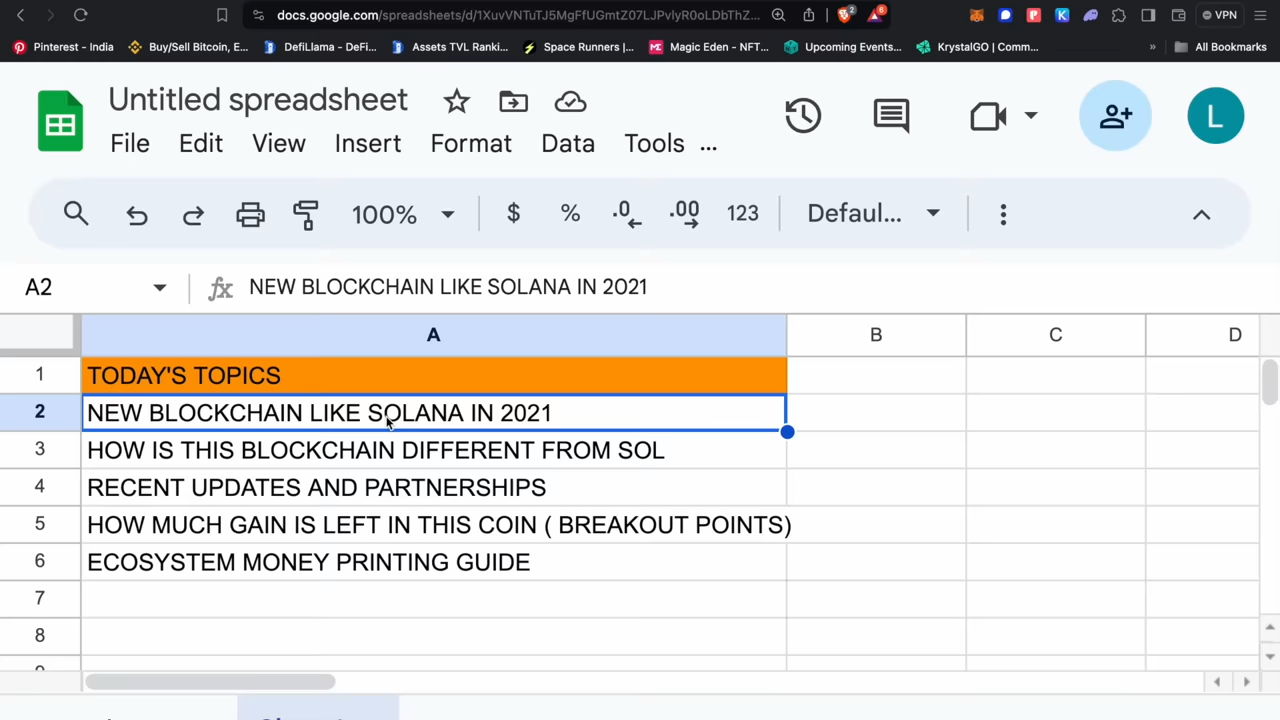 docs.google.com/spreadsheets/d/1XuvVNTuTJ5MgFfUGmtZ07LJPvlyR0oLDbThZ...
2
6
VPN
Pinterest - India
Buy/Sell Bitcoin, E...
DefiLlama - DeFi...
Assets TVL Ranki...
Space Runners |...
Magic Eden - NFT...
Upcoming Events...
KrystalGO | Comm...
»
All Bookmarks
Untitled spreadsheet
L
File Edit View Insert Format Data Tools ...
100% $ % .0 .00 123 Defaul...
A2 fx NEW BLOCKCHAIN LIKE SOLANA IN 2021
A B C D
1 TODAY'S TOPICS
2 NEW BLOCKCHAIN LIKE SOLANA IN 2021
3 HOW IS THIS BLOCKCHAIN DIFFERENT FROM SOL
4 RECENT UPDATES AND PARTNERSHIPS
5 HOW MUCH GAIN IS LEFT IN THIS COIN ( BREAKOUT POINTS)
6 ECOSYSTEM MONEY PRINTING GUIDE
7
8